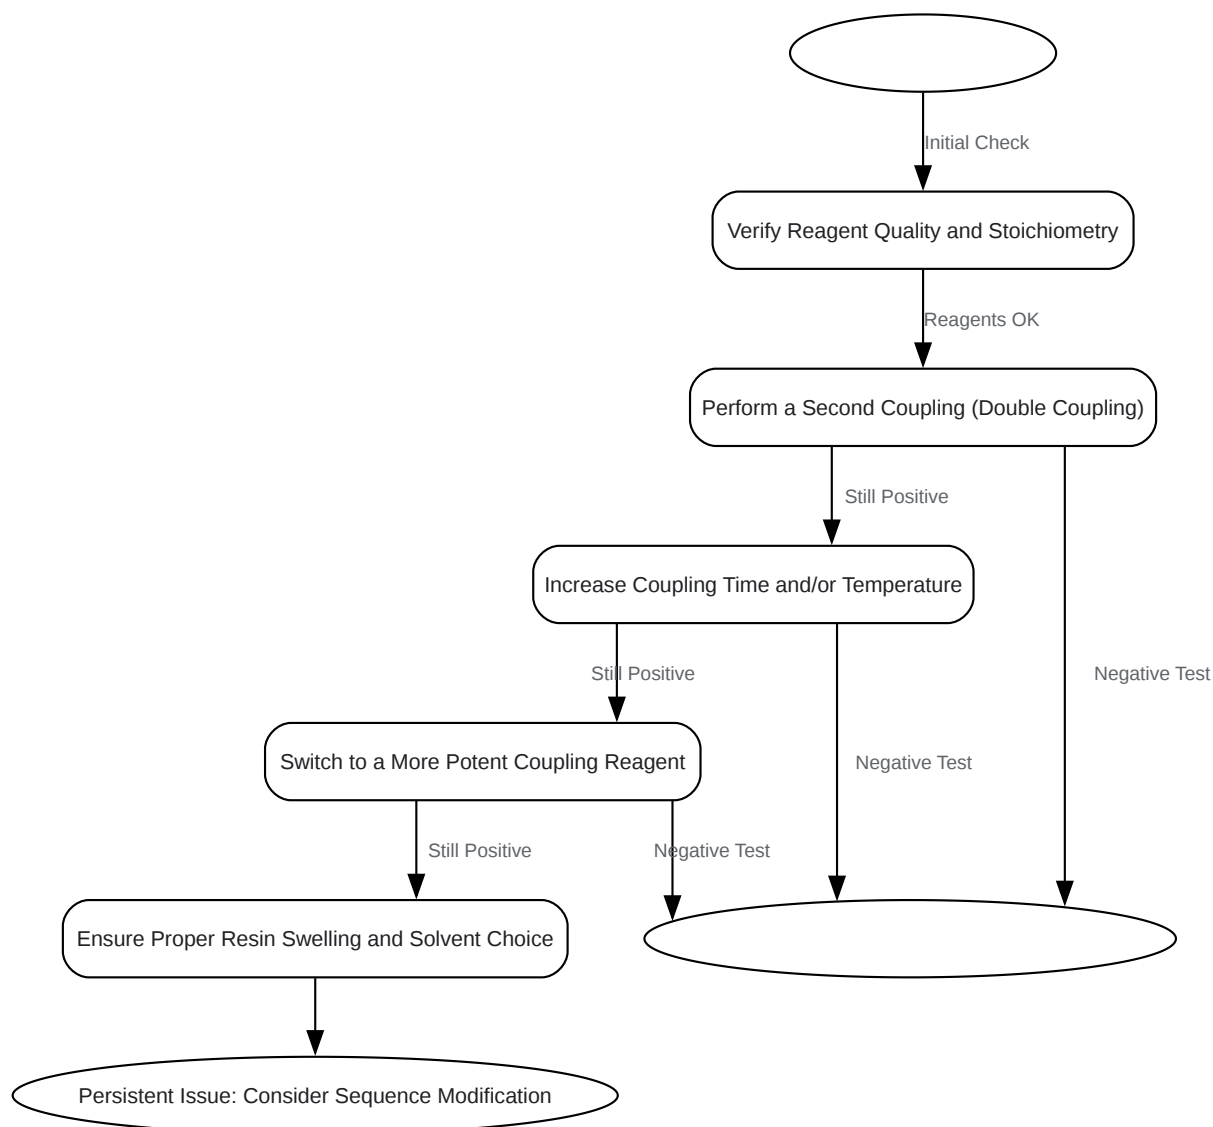 Initial Check
Verify Reagent Quality and Stoichiometry
Reagents OK
Perform a Second Coupling (Double Coupling)
Still Positive
Increase Coupling Time and/or Temperature
Still Positive
Negative Test
Switch to a More Potent Coupling Reagent
Negative Test
Still Positive
Negative Test
Ensure Proper Resin Swelling and Solvent Choice
Persistent Issue: Consider Sequence Modification